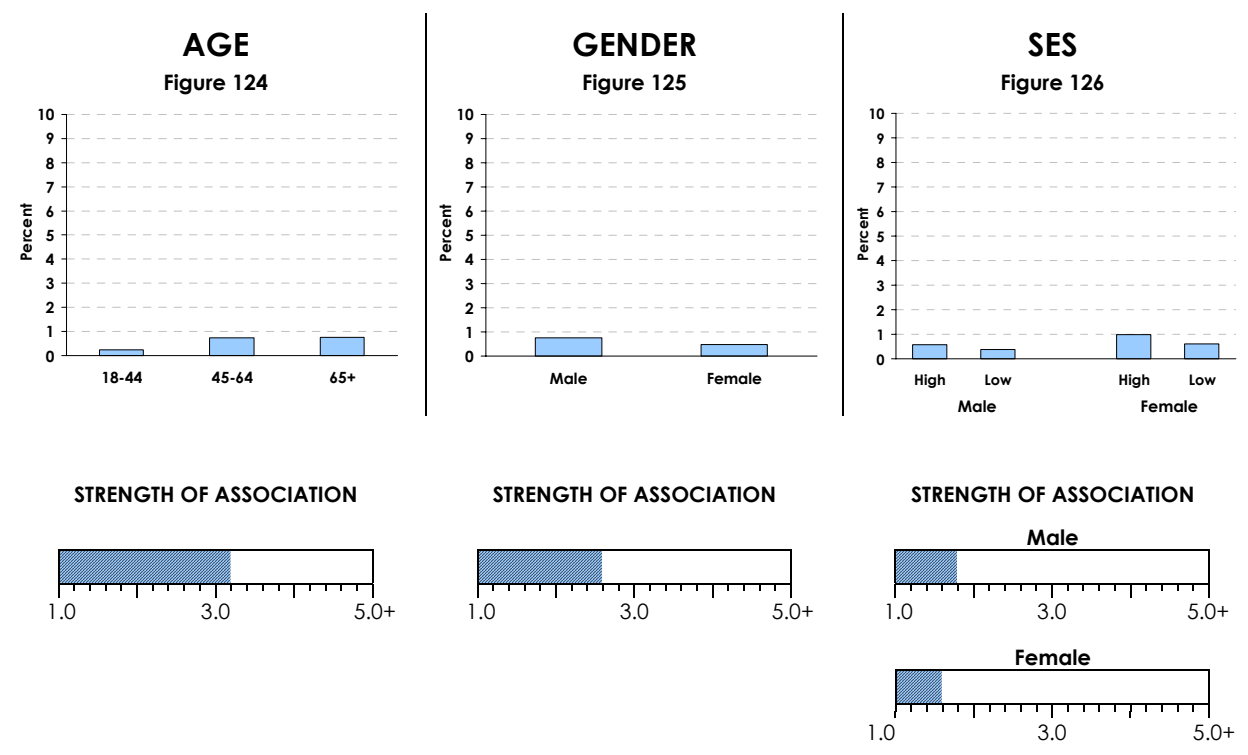 AGE
Figure 124
10
9
8
7
6
5
4
3
2
1
0
Percent
18-44 45-64 65+
STRENGTH OF ASSOCIATION
1.0 3.0 5.0+
GENDER
Figure 125
10
9
8
7
6
5
4
3
2
1
0
Percent
Male Female
STRENGTH OF ASSOCIATION
1.0 3.0 5.0+
SES
Figure 126
10
9
8
7
6
5
4
3
2
1
0
Percent
High Low High Low
Male Female
STRENGTH OF ASSOCIATION
Male
1.0 3.0 5.0+
Female
1.0 3.0 5.0+